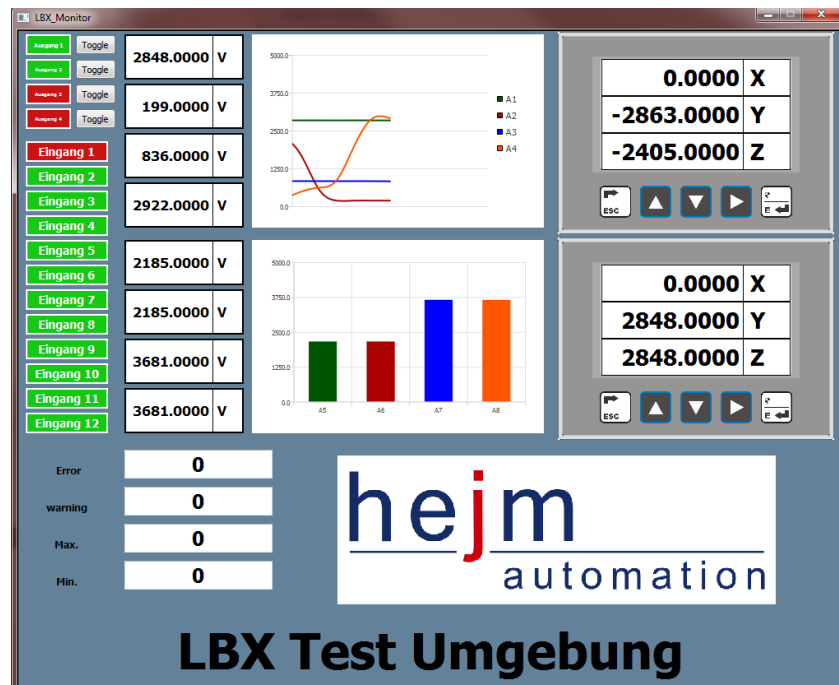 LBX_Monitor
Ausgang 1 Toggle
Ausgang 2 Toggle
Ausgang 3 Toggle
Ausgang 4 Toggle
Eingang 1
Eingang 2
Eingang 3
Eingang 4
Eingang 5
Eingang 6
Eingang 7
Eingang 8
Eingang 9
Eingang 10
Eingang 11
Eingang 12
2848.0000 V
199.0000 V
836.0000 V
2922.0000 V
2185.0000 V
2185.0000 V
3681.0000 V
3681.0000 V
5000.0
3750.0
2500.0
1250.0
0.0
A1
A2
A3
A4
5000.0
3750.0
2500.0
1250.0
0.0
A5 A6 A7 A8
0.0000 X
-2863.0000 Y
-2405.0000 Z
ESC E
0.0000 X
2848.0000 Y
2848.0000 Z
ESC E
Error 0
warning 0
Max. 0
Min. 0
hejm
automation
LBX Test Umgebung